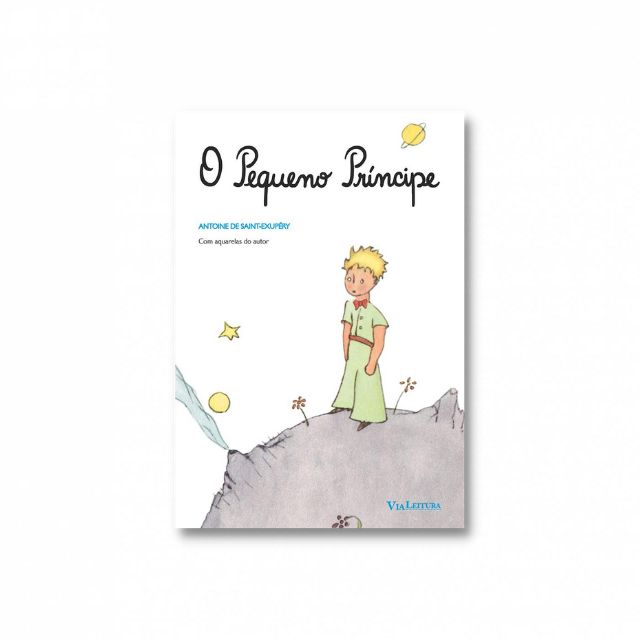 O Pequeno Príncipe
ANTOINE DE SAINT-EXUPÉRY
Com aquarelas do autor
VIA LEITURA